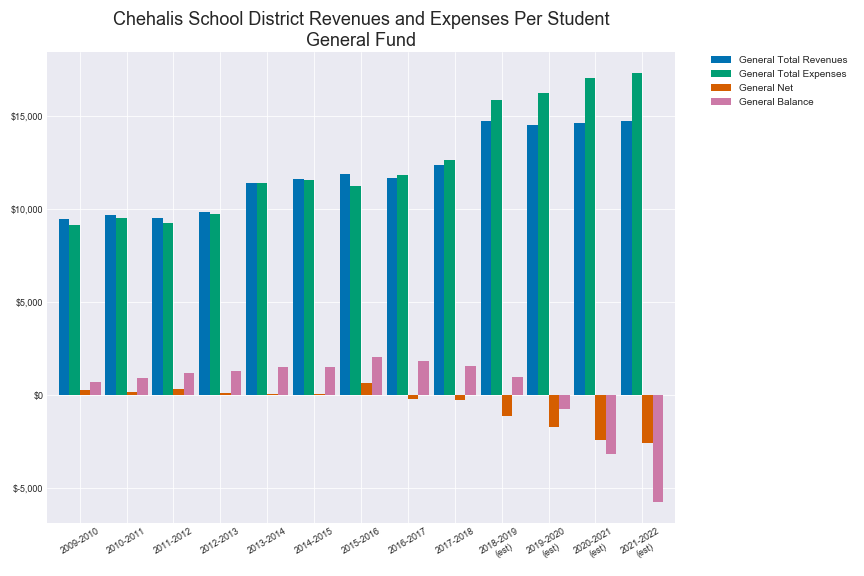 Chehalis School District Revenues and Expenses Per Student
General Fund
General Total Revenues
General Total Expenses
General Net
General Balance
$15,000
$10,000
$5,000
$0
$-5,000
2009-2010
2010-2011
2011-2012
2012-2013
2013-2014
2014-2015
2015-2016
2016-2017
2017-2018
2018-2019
(est)
2019-2020
(est)
2020-2021
(est)
2021-2022
(est)